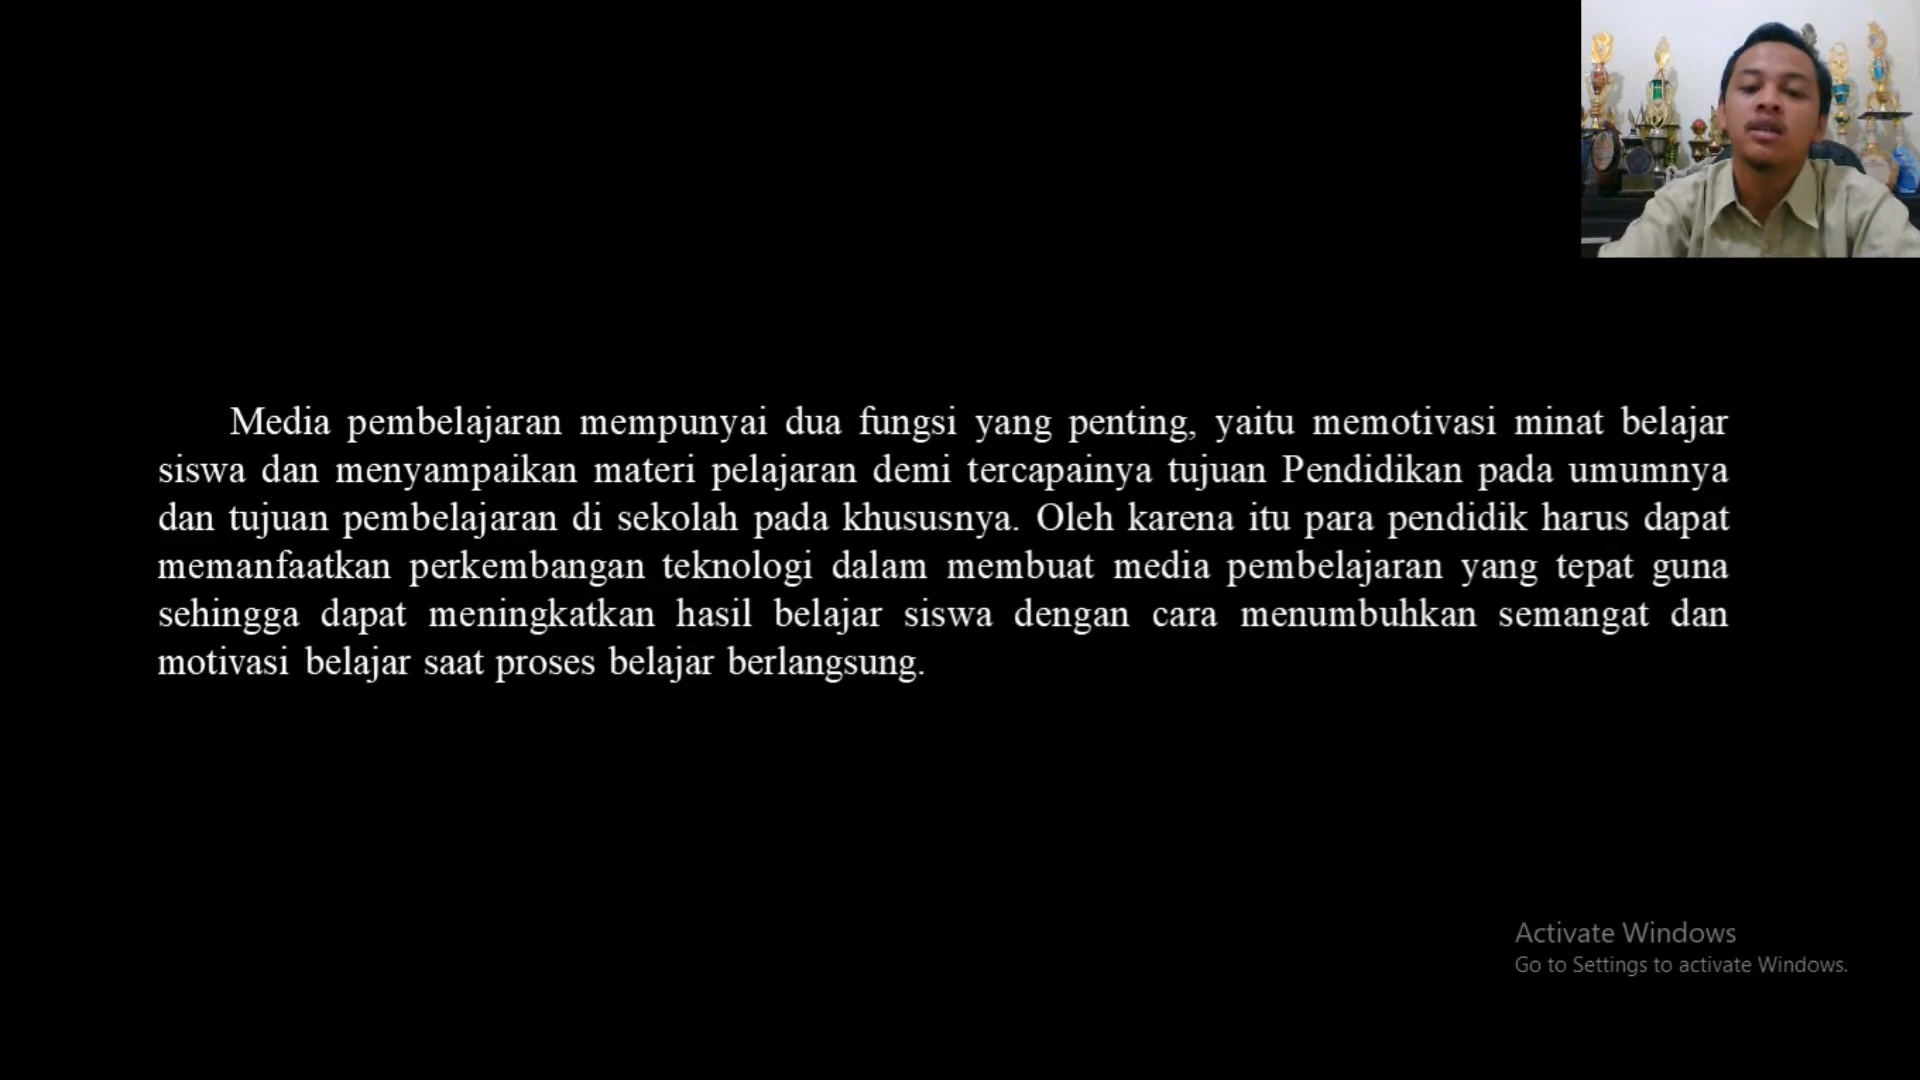 Media pembelajaran mempunyai dua fungsi yang penting, yaitu memotivasi minat belajar
siswa dan menyampaikan materi pelajaran demi tercapainya tujuan Pendidikan pada umumnya
dan tujuan pembelajaran di sekolah pada khususnya. Oleh karena itu para pendidik harus dapat
memanfaatkan perkembangan teknologi dalam membuat media pembelajaran yang tepat guna
sehingga dapat meningkatkan hasil belajar siswa dengan cara menumbuhkan semangat dan
motivasi belajar saat proses belajar berlangsung.
Activate Windows
Go to Settings to activate Windows.